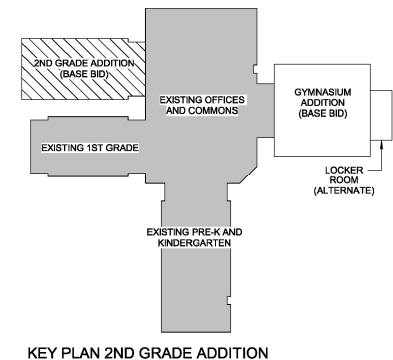 2ND GRADE ADDITION
(BASE BID)
EXISTING OFFICES
AND COMMONS
GYMNASIUM
ADDITION
(BASE BID)
EXISTING 1ST GRADE
LOCKER
ROOM
(ALTERNATE)
EXISTING PRE-K AND
KINDERGARTEN
KEY PLAN 2ND GRADE ADDITION